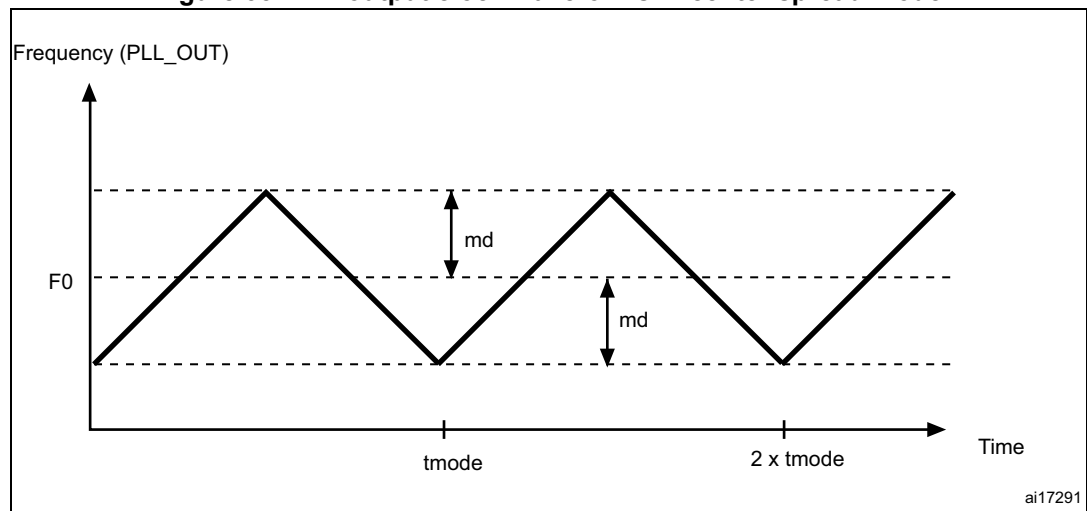 Frequency (PLL_OUT)
md
F0
md
tmode
2 x tmode
Time
ai17291